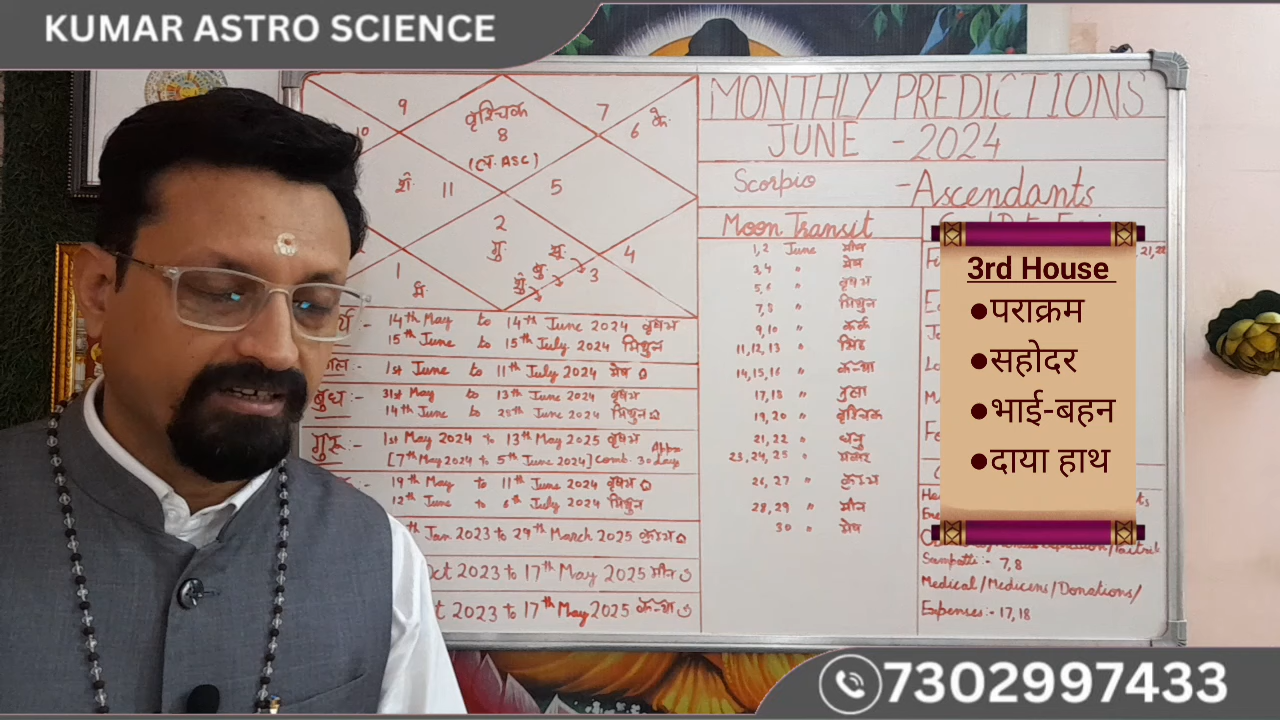 KUMAR ASTRO SCIENCE
9
वृश्चिक
8
(ल. ASC)
7
6 के.
10
श. 11
5
2
गु.
बु.
शु.
3
4
1
MONTHLY PREDICTIONS
JUNE - 2024
Scorpio - Ascendants
Moon Transit
1,2 June मीन
3,4 " मेष
5,6 " वृषभ
7,8 " मिथुन
9,10 " कर्क
11,12,13 " सिंह
14,15,16 " कन्या
17,18 " तुला
19,20 " वृश्चिक
21,22 " धनु
23,24,25 " मकर
26,27 " कुंभ
28,29 " मीन
30 " मेष
14th May to 14th June 2024 वृषभ
15th June to 15th July 2024 मिथुन
1st June to 11th July 2024 मेष
बुध:- 31st May to 13th June 2024 वृषभ
14th June to 28th June 2024 मिथुन
गुरू:- 1st May 2024 to 13th May 2025 वृषभ
[7th May 2024 to 5th June 2024] Comb. 30 days
19th May to 11th June 2024 वृषभ
12th June to 6th July 2024 मिथुन
Jan 2023 to 29th March 2025 कुंभ
Oct 2023 to 17th May 2025 मीन
to 17th May 2025 कन्या
3rd House
●पराक्रम
●सहोदर
●भाई-बहन
●दाया हाथ
21,22
Sampatti:- 7,8
Medical/Medicens/Donations/
Expenses:- 17,18
7302997433